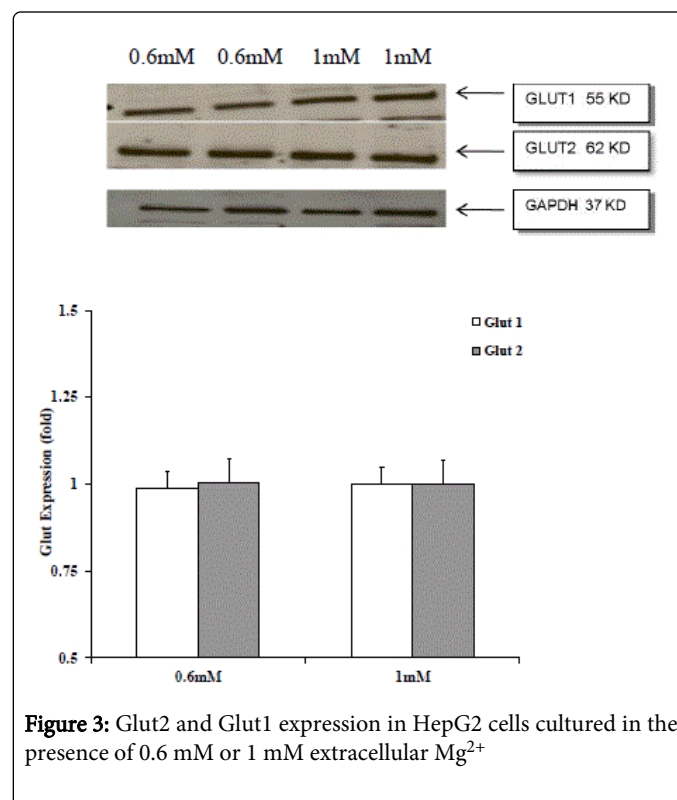 0.6mM 0.6mM 1mM 1mM
GLUT1 55 KD
GLUT2 62 KD
GAPDH 37 KD
1.5
1.25
1
0.75
0.5
Glut Expression (fold)
Glut 1
Glut 2
0.6mM 1mM
Figure 3: Glut2 and Glut1 expression in HepG2 cells cultured in the
presence of 0.6 mM or 1 mM extracellular Mg²⁺